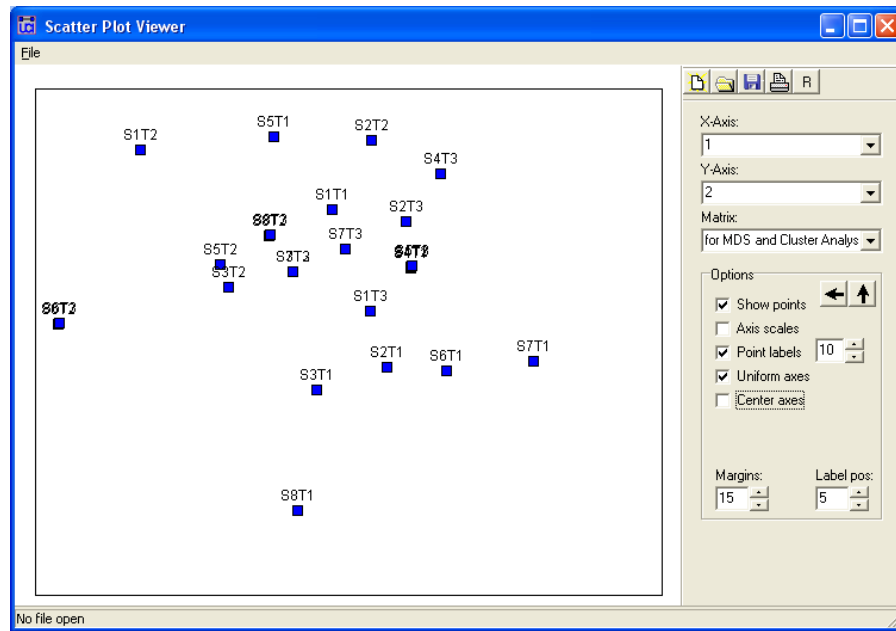 Scatter Plot Viewer
File
R
X-Axis:
1
Y-Axis:
2
Matrix:
for MDS and Cluster Analys
Options
Show points
Axis scales
Point labels
10
Uniform axes
Center axes
Margins:
15
Label pos:
5
S5T1
S2T2
S1T2
S4T3
S1T1
S2T3
S7T3
S5T2
S3T2
S1T3
S7T1
S2T1
S6T1
S3T1
S8T1
No file open